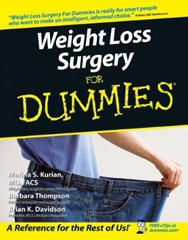 "Weight Loss Surgery For Dummies is really for smart people
who want to make an intelligent, informed choice."
Weight Loss
Surgery
FOR
DUMMIES
Marina S. Kurian,
MD, FACS
Barbara Thompson
Brian K. Davidson
FREE eTips at
dummies.com
A Reference for the Rest of Us!